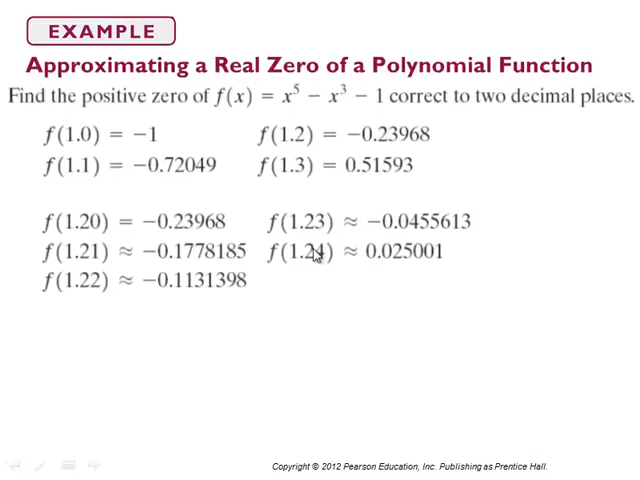 EXAMPLE
Approximating a Real Zero of a Polynomial Function
Find the positive zero of f(x) = x⁵ − x³ − 1 correct to two decimal places.
f(1.0) = −1 f(1.2) = −0.23968
f(1.1) = −0.72049 f(1.3) = 0.51593
f(1.20) = −0.23968 f(1.23) ≈ −0.0455613
f(1.21) ≈ −0.1778185 f(1.24) ≈ 0.025001
f(1.22) ≈ −0.1131398
Copyright © 2012 Pearson Education, Inc. Publishing as Prentice Hall.